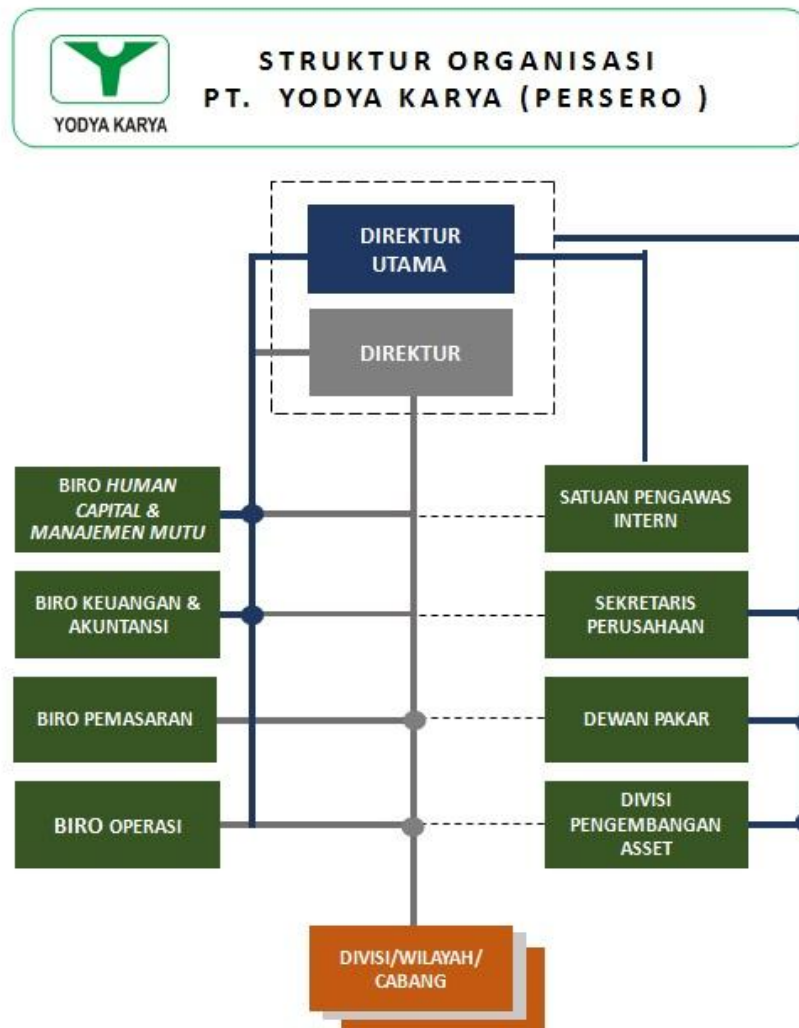 STRUKTUR ORGANISASI
PT. YODYA KARYA (PERSERO )
YODYA KARYA
DIREKTUR
UTAMA
DIREKTUR
BIRO HUMAN
CAPITAL &
MANAJEMEN MUTU
SATUAN PENGAWAS
INTERN
BIRO KEUANGAN &
AKUNTANSI
SEKRETARIS
PERUSAHAAN
BIRO PEMASARAN
DEWAN PAKAR
BIRO OPERASI
DIVISI
PENGEMBANGAN
ASSET
DIVISI/WILAYAH/
CABANG